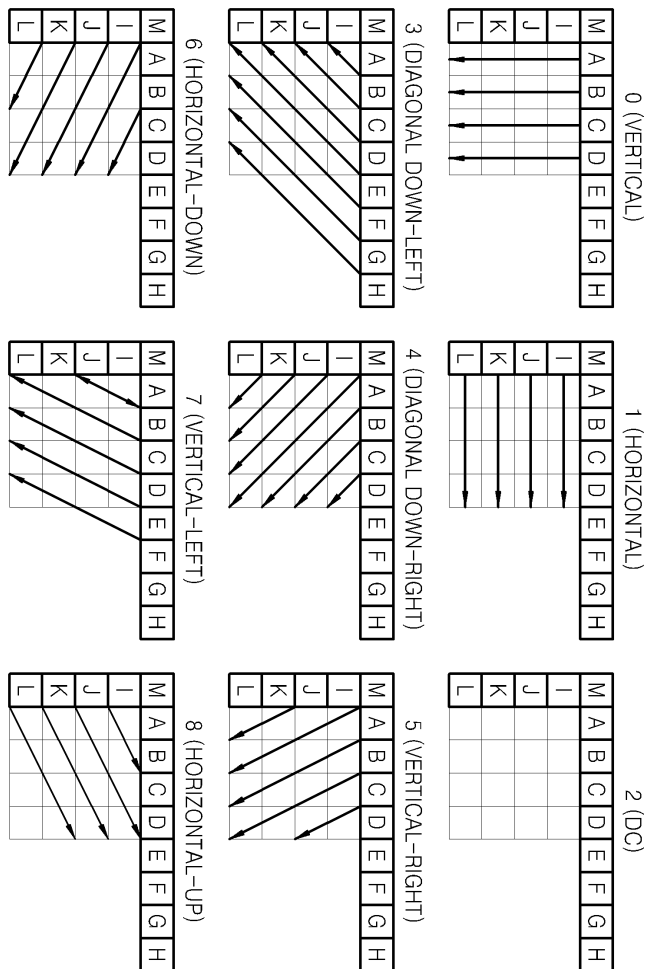 0 (VERTICAL) 1 (HORIZONTAL) 2 (DC)
M A B C D E F G H M A B C D E F G H M A B C D E F G H
I I I
J J J
K K K
L L L
3 (DIAGONAL DOWN-LEFT) 4 (DIAGONAL DOWN-RIGHT) 5 (VERTICAL-RIGHT)
M A B C D E F G H M A B C D E F G H M A B C D E F G H
I I I
J J J
K K K
L L L
6 (HORIZONTAL-DOWN) 7 (VERTICAL-LEFT) 8 (HORIZONTAL-UP)
M A B C D E F G H M A B C D E F G H M A B C D E F G H
I I I
J J J
K K K
L L L